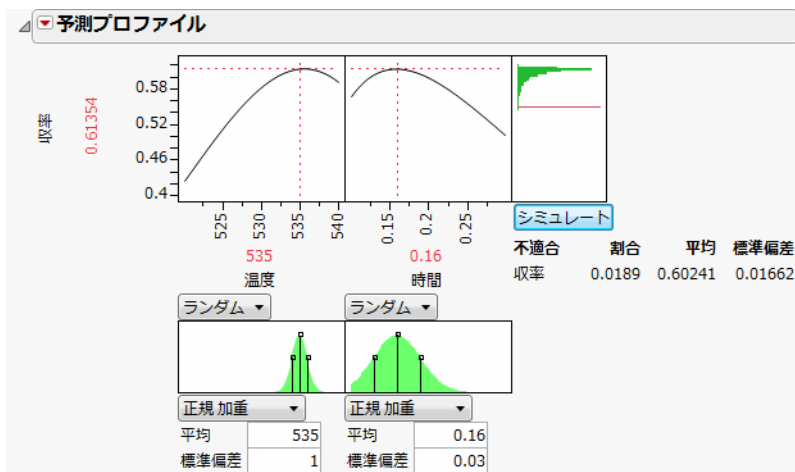 予測プロファイル
収率
0.61354
0.58
0.52
0.46
0.4
525
530
535
540
0.15
0.2
0.25
535
0.16
温度
時間
シミュレート
不適合 割合 平均 標準偏差
収率 0.0189 0.60241 0.01662
ランダム ランダム
正規 加重 正規 加重
平均 535 平均 0.16
標準偏差 1 標準偏差 0.03